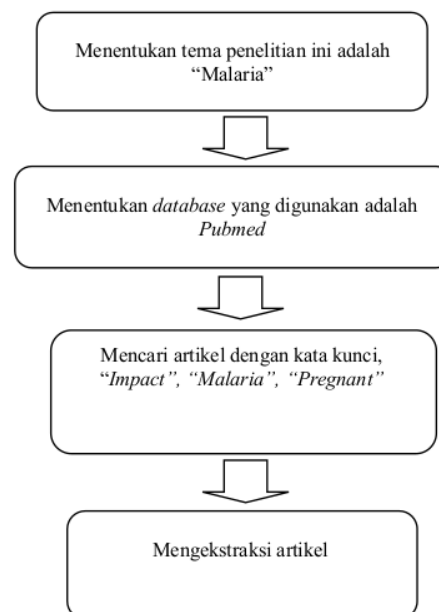 Menentukan tema penelitian ini adalah
“Malaria”
Menentukan database yang digunakan adalah
Pubmed
Mencari artikel dengan kata kunci,
“Impact”, “Malaria”, “Pregnant”
Mengekstraksi artikel